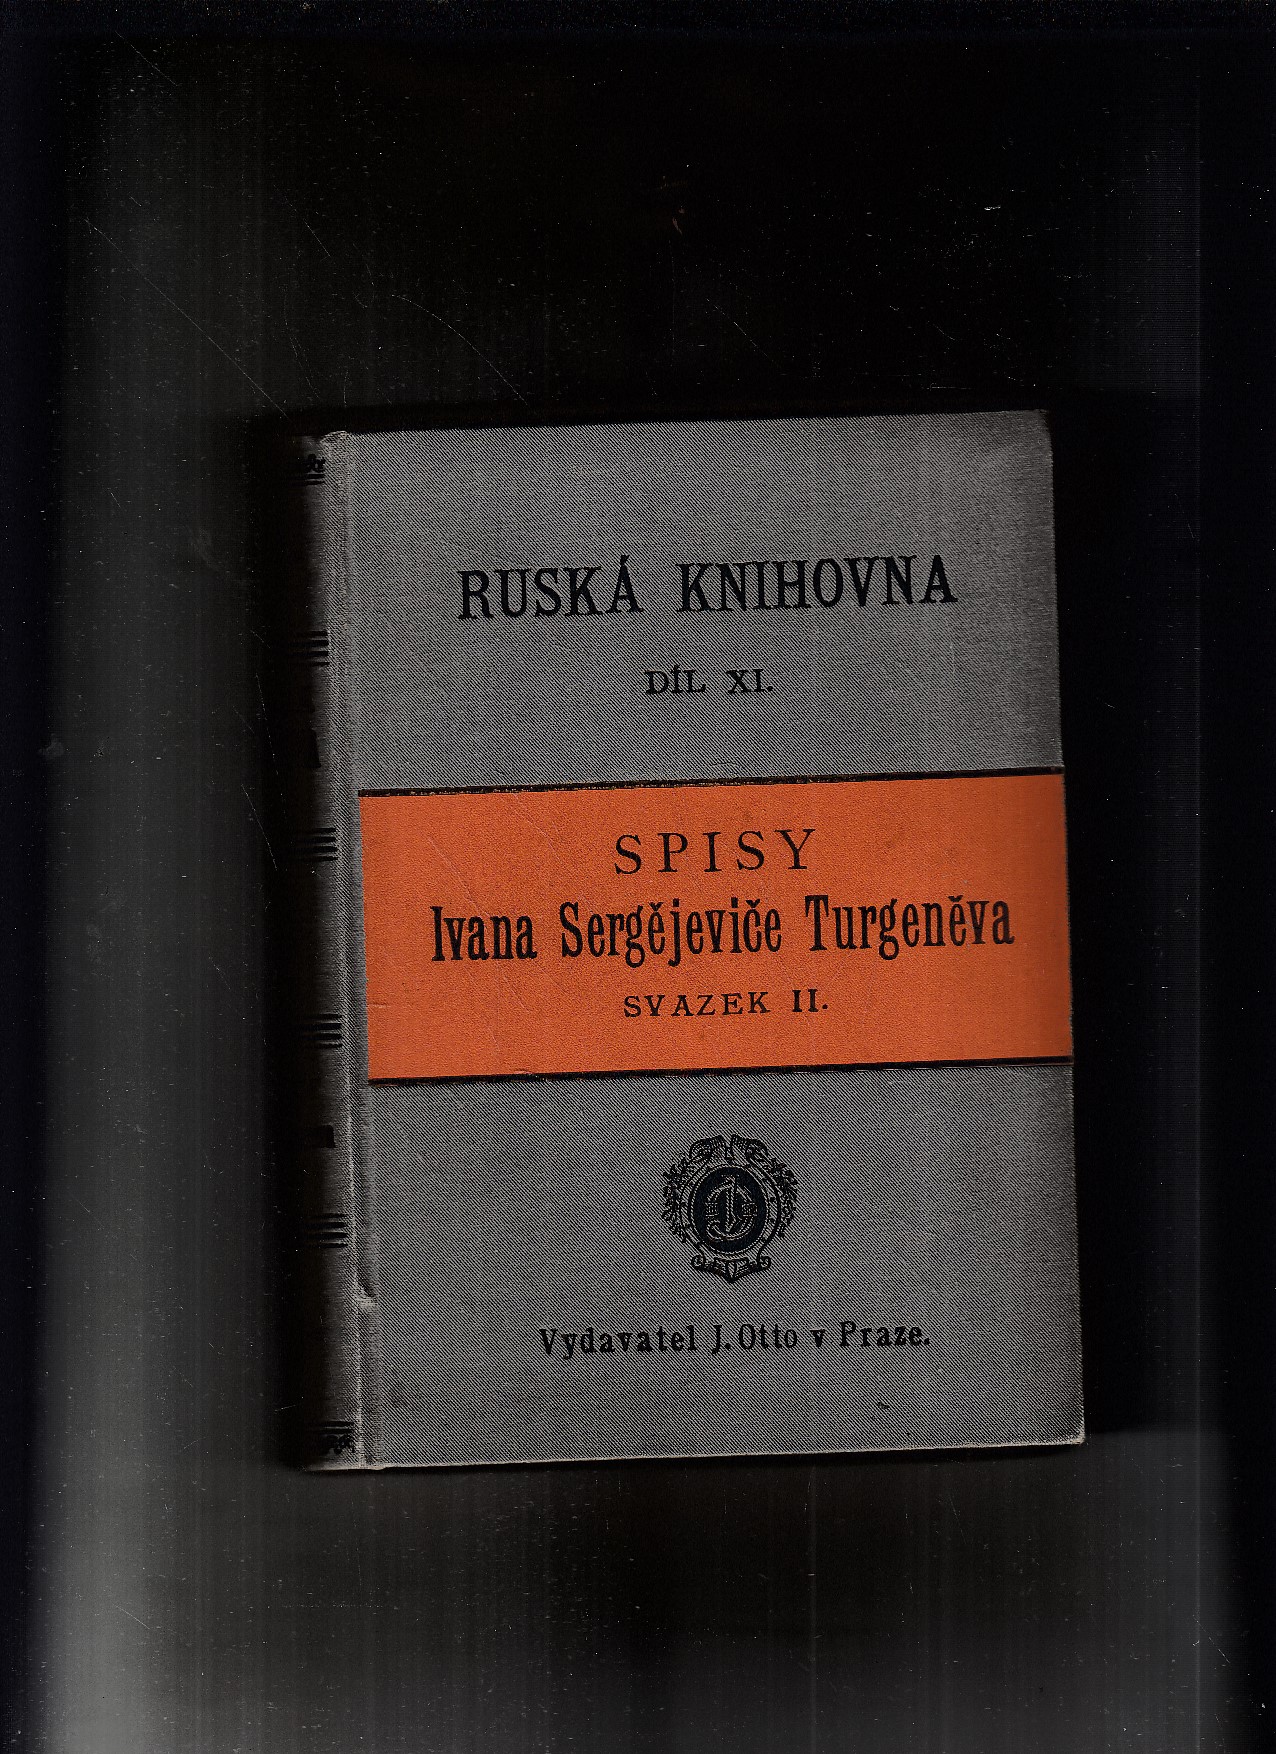 RUSKÁ KNIHOVNA
DÍL XI.
SPISY
Ivana Sergějeviče Turgeněva
SVAZEK II.
Vydavatel J. Otto v Praze.